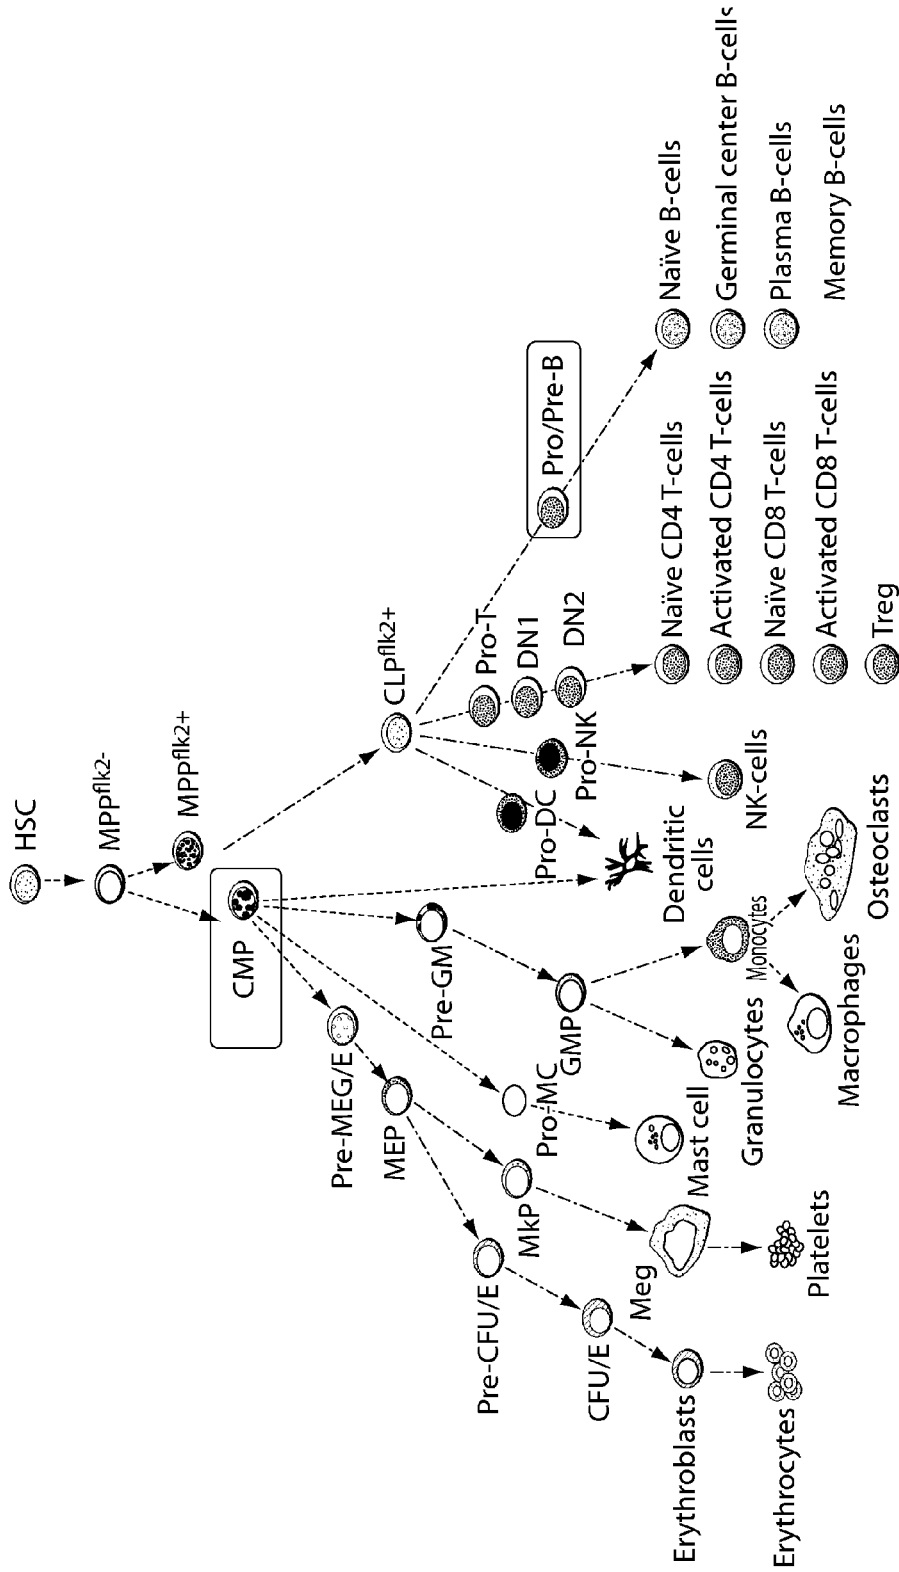 HSC
MPPflk2-
MPPflk2+
CMP
CLPflk2+
Pre-MEG/E
MEP
Pre-GM
Pro-T
DN1
DN2
Pro/Pre-B
Pre-CFU/E
MkP
Pro-MC
GMP
Pro-DC
Pro-NK
CFU/E
Meg
Mast cell
Granulocytes
Monocytes
Dendritic
cells
NK-cells
Naïve CD4 T-cells
Activated CD4 T-cells
Naïve CD8 T-cells
Activated CD8 T-cells
Treg
Naïve B-cells
Germinal center B-cells
Plasma B-cells
Memory B-cells
Erythroblasts
Erythrocytes
Platelets
Macrophages
Osteoclasts